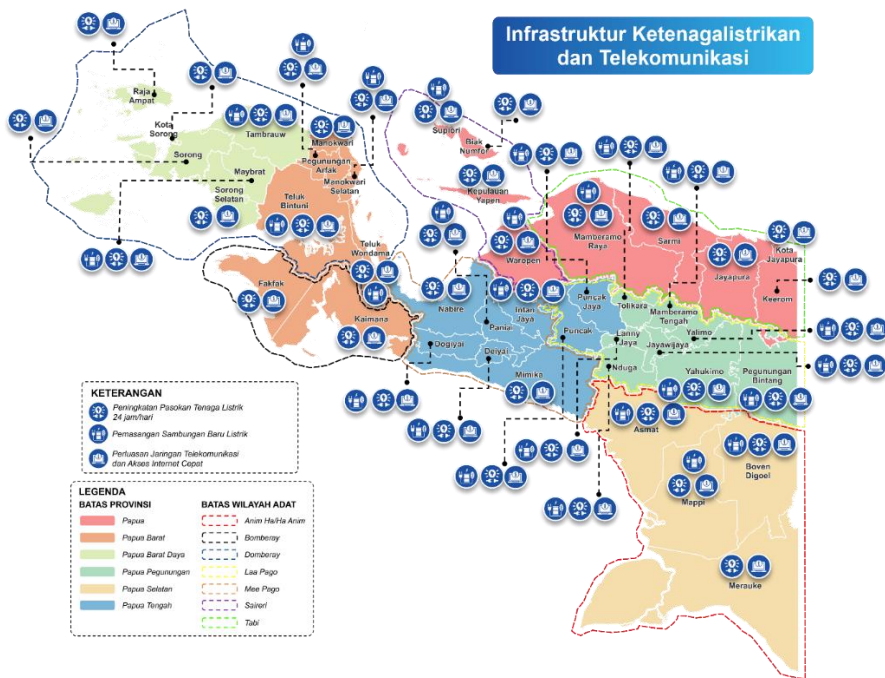 Infrastruktur Ketenagalistrikan
dan Telekomunikasi
Raja
Ampat
Kota
Sorong
Tambrauw
Sorong
Maybrat
Sorong
Selatan
Manokwari
Pegunungan
Arfak
Manokwari
Selatan
Teluk
Bintuni
Teluk
Wondama
Fakfak
Kaimana
Supiori
Biak
Numfor
Kepulauan
Yapen
Waropen
Mamberamo
Raya
Sarmi
Jayapura
Kota
Jayapura
Keerom
Nabire
Intan
Jaya
Puncak
Jaya
Tolikara
Mamberamo
Tengah
Paniai
Puncak
Lanny
Jaya
Yalimo
Jayawijaya
Dogiyai
Deiyai
Mimika
Nduga
Yahukimo
Pegunungan
Bintang
Asmat
Boven
Digoel
Mappi
Merauke
KETERANGAN
Peningkatan Pasokan Tenaga Listrik
24 jam/hari
Pemasangan Sambungan Baru Listrik
Perluasan Jaringan Telekomunikasi
dan Akses Internet Cepat
LEGENDA
BATAS PROVINSI
Papua
Papua Barat
Papua Barat Daya
Papua Pegunungan
Papua Selatan
Papua Tengah
BATAS WILAYAH ADAT
Anim Ha/Ha Anim
Bomberay
Domberay
Laa Pago
Mee Pago
Saireri
Tabi